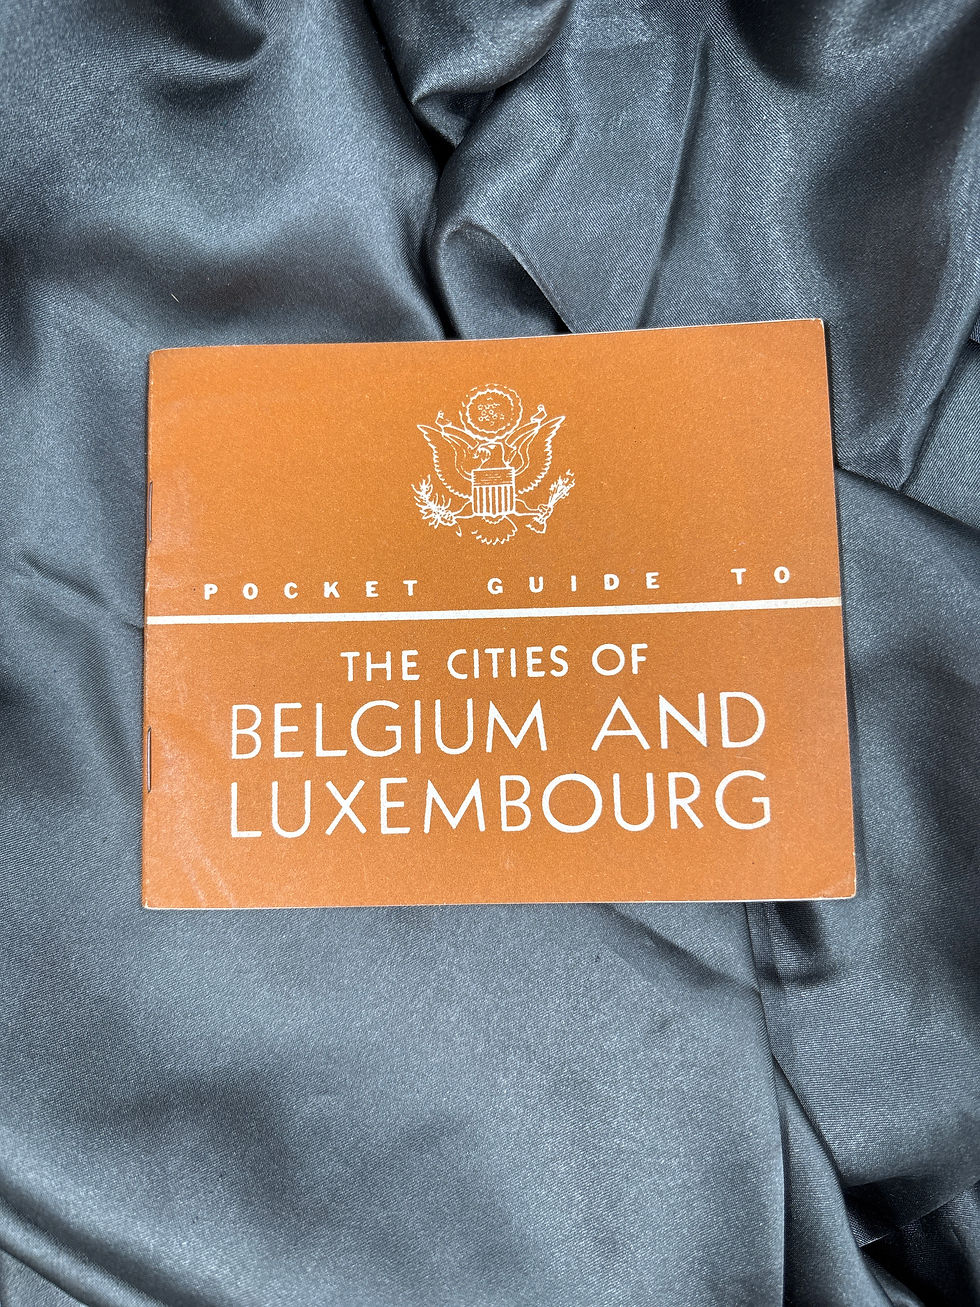 POCKET GUIDE TO
THE CITIES OF
BELGIUM AND
LUXEMBOURG